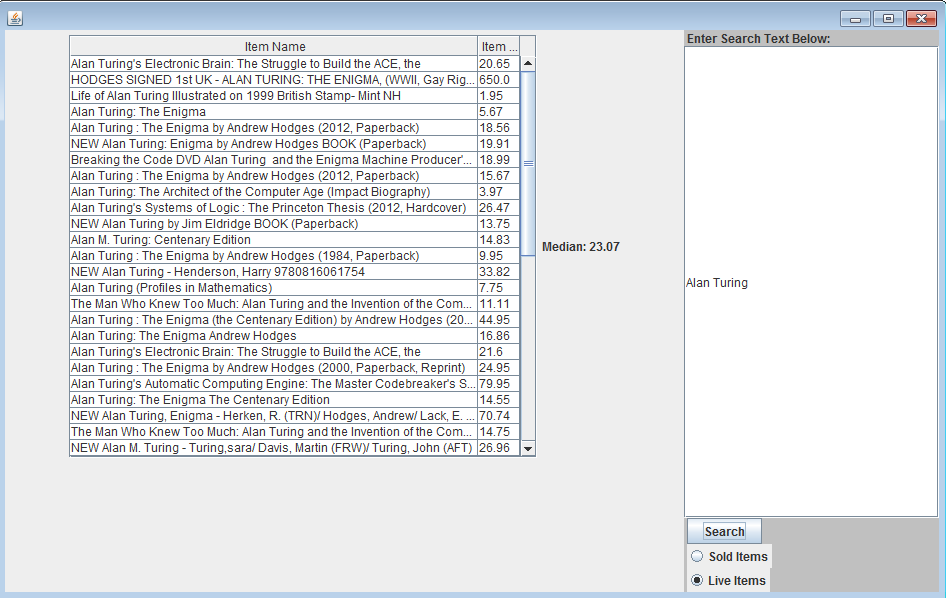 Item Name Item ...
Alan Turing's Electronic Brain: The Struggle to Build the ACE, the 20.65
HODGES SIGNED 1st UK - ALAN TURING: THE ENIGMA, (WWII, Gay Rig... 650.0
Life of Alan Turing Illustrated on 1999 British Stamp- Mint NH 1.95
Alan Turing: The Enigma 5.67
Alan Turing : The Enigma by Andrew Hodges (2012, Paperback) 18.56
NEW Alan Turing: Enigma by Andrew Hodges BOOK (Paperback) 19.91
Breaking the Code DVD Alan Turing  and the Enigma Machine Producer'... 18.99
Alan Turing : The Enigma by Andrew Hodges (2012, Paperback) 15.67
Alan Turing: The Architect of the Computer Age (Impact Biography) 3.97
Alan Turing's Systems of Logic : The Princeton Thesis (2012, Hardcover) 26.47
NEW Alan Turing by Jim Eldridge BOOK (Paperback) 13.75
Alan M. Turing: Centenary Edition 14.83
Alan Turing : The Enigma by Andrew Hodges (1984, Paperback) 9.95
NEW Alan Turing - Henderson, Harry 9780816061754 33.82
Alan Turing (Profiles in Mathematics) 7.75
The Man Who Knew Too Much: Alan Turing and the Invention of the Com... 11.11
Alan Turing : The Enigma (the Centenary Edition) by Andrew Hodges (20... 44.95
Alan Turing: The Enigma Andrew Hodges 16.86
Alan Turing's Electronic Brain: The Struggle to Build the ACE, the 21.6
Alan Turing : The Enigma by Andrew Hodges (2000, Paperback, Reprint) 24.95
Alan Turing's Automatic Computing Engine: The Master Codebreaker's S... 79.95
Alan Turing: The Enigma The Centenary Edition 14.55
NEW Alan Turing, Enigma - Herken, R. (TRN)/ Hodges, Andrew/ Lack, E. ... 70.74
The Man Who Knew Too Much: Alan Turing and the Invention of the Com... 14.75
NEW Alan M. Turing - Turing,sara/ Davis, Martin (FRW)/ Turing, John (AFT) 26.96
Median: 23.07
Enter Search Text Below:
Alan Turing
Search
Sold Items
Live Items